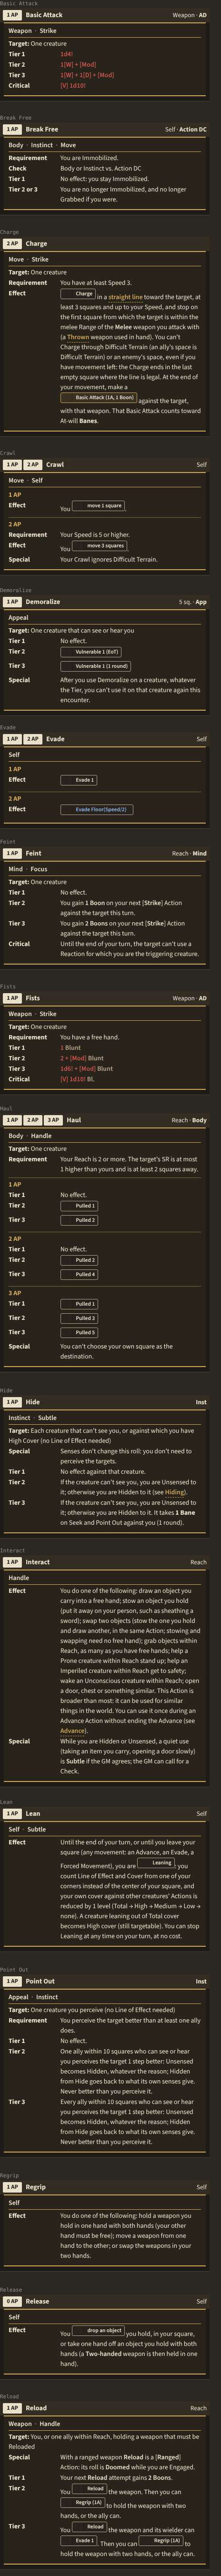 Basic Attack
1 AP Basic Attack Weapon · AD
Weapon · Strike
Target: One creature
Tier 1 1d4!
Tier 2 1[W] + [Mod]
Tier 3 1[W] + 1[D] + [Mod]
Critical [V] 1d10!
Break Free
1 AP Break Free Self · Action DC
Body · Instinct · Move
Requirement You are Immobilized.
Check Body or Instinct vs. Action DC
Tier 1 No effect: you stay Immobilized.
Tier 2 or 3 You are no longer Immobilized, and no longer
Grabbed if you were.
Charge
2 AP Charge
Move · Strike
Target: One creature
Requirement You have at least Speed 3.
Effect Charge in a straight line toward the target, at
least 3 squares and up to your Speed, and stop on
the first square from which the target is within the
melee Range of the Melee weapon you attack with
(a Thrown weapon used in hand). You can't
Charge through Difficult Terrain (an ally's space is
Difficult Terrain) or an enemy's space, even if you
have movement left: the Charge ends in the last
empty square where the line is legal. At the end of
your movement, make a
Basic Attack (1A, 1 Boon) against the target,
with that weapon. That Basic Attack counts toward
At-will Banes.
Crawl
1 AP 2 AP Crawl Self
Move · Self
1 AP
Effect You move 1 square.
2 AP
Requirement Your Speed is 5 or higher.
Effect You move 3 squares.
Special Your Crawl ignores Difficult Terrain.
Demoralize
1 AP Demoralize 5 sq. · App
Appeal
Target: One creature that can see or hear you
Tier 1 No effect.
Tier 2 Vulnerable 1 (EoT)
Tier 3 Vulnerable 1 (1 round)
Special After you use Demoralize on a creature, whatever
the Tier, you can't use it on that creature again this
encounter.
Evade
1 AP 2 AP Evade Self
Self
1 AP
Effect Evade 1
2 AP
Effect Evade Floor(Speed/2)
Feint
1 AP Feint Reach · Mind
Mind · Focus
Target: One creature
Tier 1 No effect.
Tier 2 You gain 1 Boon on your next [Strike] Action
against the target this turn.
Tier 3 You gain 2 Boons on your next [Strike] Action
against the target this turn.
Critical Until the end of your turn, the target can't use a
Reaction for which you are the triggering creature.
Fists
1 AP Fists Weapon · AD
Weapon · Strike
Target: One creature
Requirement You have a free hand.
Tier 1 1 Blunt
Tier 2 2 + [Mod] Blunt
Tier 3 1d6! + [Mod] Blunt
Critical [V] 1d10! Bl.
Haul
1 AP 2 AP 3 AP Haul Reach · Body
Body · Handle
Target: One creature
Requirement Your Reach is 2 or more. The target's SR is at most
1 higher than yours and is at least 2 squares away.
1 AP
Tier 1 No effect.
Tier 2 Pulled 1
Tier 3 Pulled 2
2 AP
Tier 1 No effect.
Tier 2 Pulled 2
Tier 3 Pulled 4
3 AP
Tier 1 Pulled 1
Tier 2 Pulled 3
Tier 3 Pulled 5
Special You can't choose your own square as the
destination.
Hide
1 AP Hide Inst
Instinct · Subtle
Target: Each creature that can't see you, or against which you have
High Cover (no Line of Effect needed)
Special Senses don't change this roll: you don't need to
perceive the targets.
Tier 1 No effect against that creature.
Tier 2 If the creature can't see you, you are Unsensed to
it; otherwise you are Hidden to it (see Hiding).
Tier 3 If the creature can't see you, you are Unsensed to
it; otherwise you are Hidden to it. It takes 1 Bane
on Seek and Point Out against you (1 round).
Interact
1 AP Interact Reach
Handle
Effect You do one of the following: draw an object you
carry into a free hand; stow an object you hold
(put it away on your person, such as sheathing a
sword); swap two objects (stow the one you hold
and draw another, in the same Action; stowing and
swapping need no free hand); grab objects within
Reach, as many as you have free hands; help a
Prone creature within Reach stand up; help an
Imperiled creature within Reach get to safety;
wake an Unconscious creature within Reach; open
a door, chest or something similar. This Action is
broader than most: it can be used for similar
things in the world. You can use it once during an
Advance Action without ending the Advance (see
Advance).
Special While you are Hidden or Unsensed, a quiet use
(taking an item you carry, opening a door slowly)
is Subtle if the GM agrees; the GM can call for a
Check.
Lean
1 AP Lean Self
Self · Subtle
Effect Until the end of your turn, or until you leave your
square (any movement: an Advance, an Evade, a
Forced Movement), you are Leaning: you
count Line of Effect and Cover from one of your
corners instead of the center of your square, and
your own cover against other creatures' Actions is
reduced by 1 level (Total → High → Medium → Low →
none). A creature leaning out of Total cover
becomes High cover (still targetable). You can stop
Leaning at any time on your turn, at no cost.
Point Out
1 AP Point Out Inst
Appeal · Instinct
Target: One creature you perceive (no Line of Effect needed)
Requirement You perceive the target better than at least one ally
does.
Tier 1 No effect.
Tier 2 One ally within 10 squares who can see or hear
you perceives the target 1 step better: Unsensed
becomes Hidden, whatever the reason; Hidden
from Hide goes back to what its own senses give.
Never better than you perceive it.
Tier 3 Every ally within 10 squares who can see or hear
you perceives the target 1 step better: Unsensed
becomes Hidden, whatever the reason; Hidden
from Hide goes back to what its own senses give.
Never better than you perceive it.
Regrip
1 AP Regrip Self
Self
Effect You do one of the following: hold a weapon you
hold in one hand with both hands (your other
hand must be free); move a weapon from one
hand to the other; or swap the weapons in your
two hands.
Release
0 AP Release Self
Self
Effect You drop an object you hold, in your square,
or take one hand off an object you hold with both
hands (a Two-handed weapon is then held in one
hand).
Reload
1 AP Reload Reach
Weapon · Handle
Target: You, or one ally within Reach, holding a weapon that must be
Reloaded
Special With a ranged weapon Reload is a [Ranged]
Action: its roll is Doomed while you are Engaged.
Tier 1 Your next Reload attempt gains 2 Boons.
Tier 2 You Reload the weapon. Then you can
Regrip (1A) to hold the weapon with two
hands, or the ally can.
Tier 3 You Reload the weapon and its wielder can
Evade 1. Then you can Regrip (1A) to
hold the weapon with two hands, or the ally can.